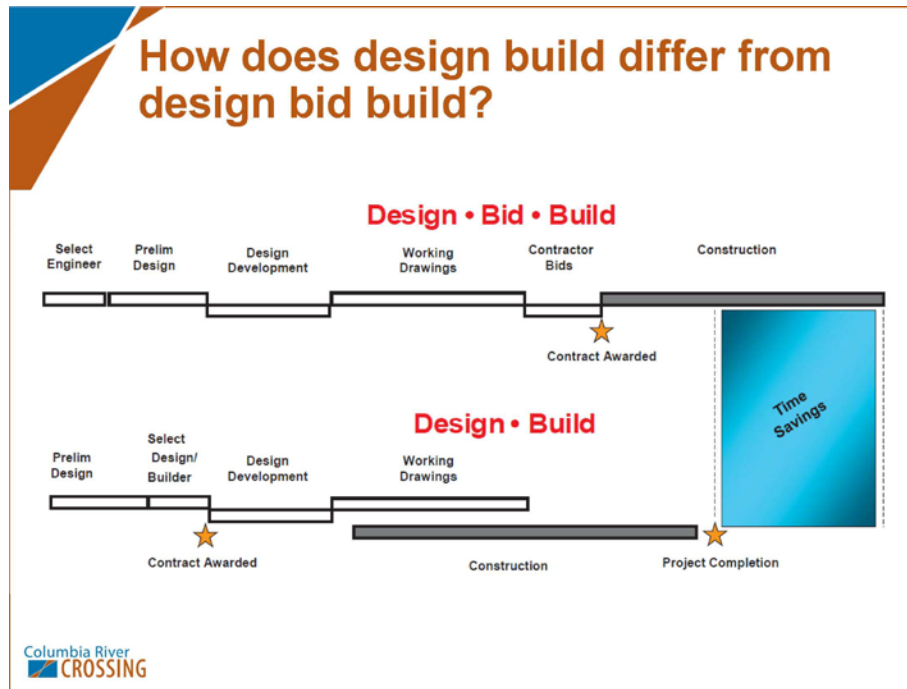 How does design build differ from
design bid build?
Design • Bid • Build
Select
Engineer
Prelim
Design
Design
Development
Working
Drawings
Contractor
Bids
Construction
Contract Awarded
Time
Savings
Design • Build
Prelim
Design
Select
Design/
Builder
Design
Development
Working
Drawings
Contract Awarded
Construction
Project Completion
Columbia River
CROSSING